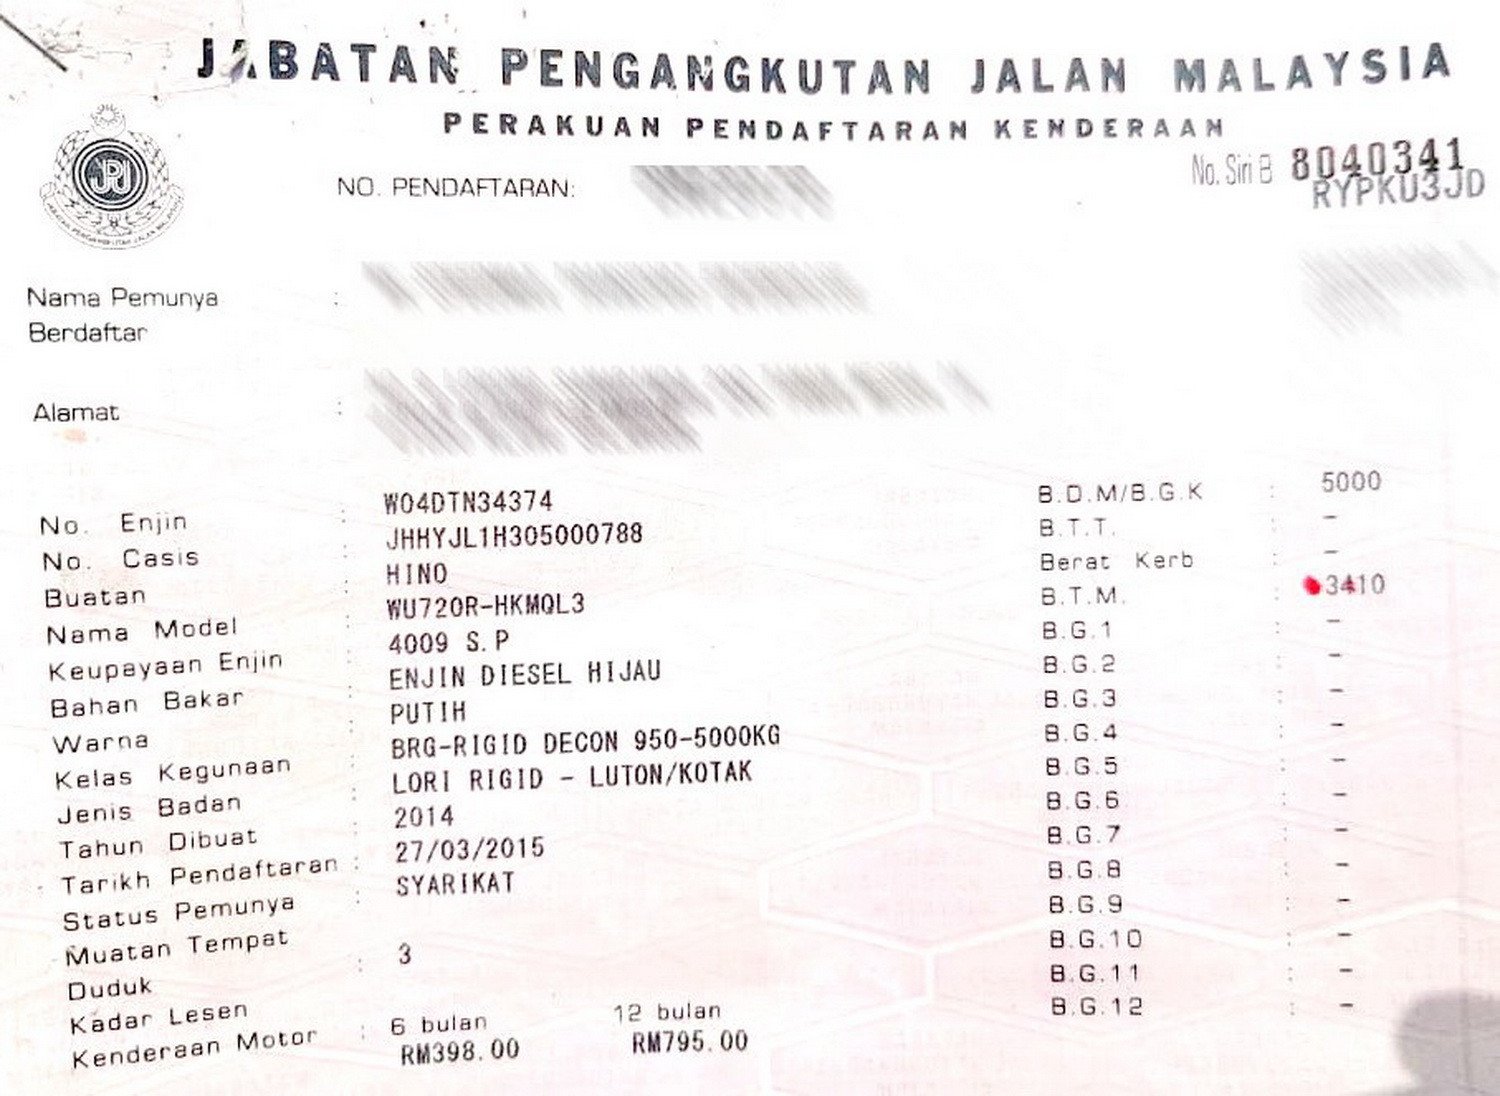 JABATAN PENGANGKUTAN JALAN MALAYSIA
PERAKUAN PENDAFTARAN KENDERAAN
No. Siri B 8040341
RYPKU3JD
NO. PENDAFTARAN:
Nama Pemunya :
Berdaftar
Alamat :
No. Enjin : W04DTN34374
No. Casis : JHHYJL1H305000788
Buatan : HINO
Nama Model : WU720R-HKMQL3
Keupayaan Enjin : 4009 S.P
Bahan Bakar : ENJIN DIESEL HIJAU
Warna : PUTIH
Kelas Kegunaan : BRG-RIGID DECON 950-5000KG
Jenis Badan : LORI RIGID - LUTON/KOTAK
Tahun Dibuat : 2014
Tarikh Pendaftaran : 27/03/2015
Status Pemunya : SYARIKAT
Muatan Tempat : 3
Duduk
Kadar Lesen 6 bulan 12 bulan
Kenderaan Motor : RM398.00 RM795.00
B.D.M/B.G.K : 5000
B.T.T. : -
Berat Kerb : -
B.T.M. : 3410
B.G.1 : -
B.G.2 : -
B.G.3 : -
B.G.4 : -
B.G.5 : -
B.G.6 : -
B.G.7 : -
B.G.8 : -
B.G.9 : -
B.G.10 : -
B.G.11 : -
B.G.12 : -